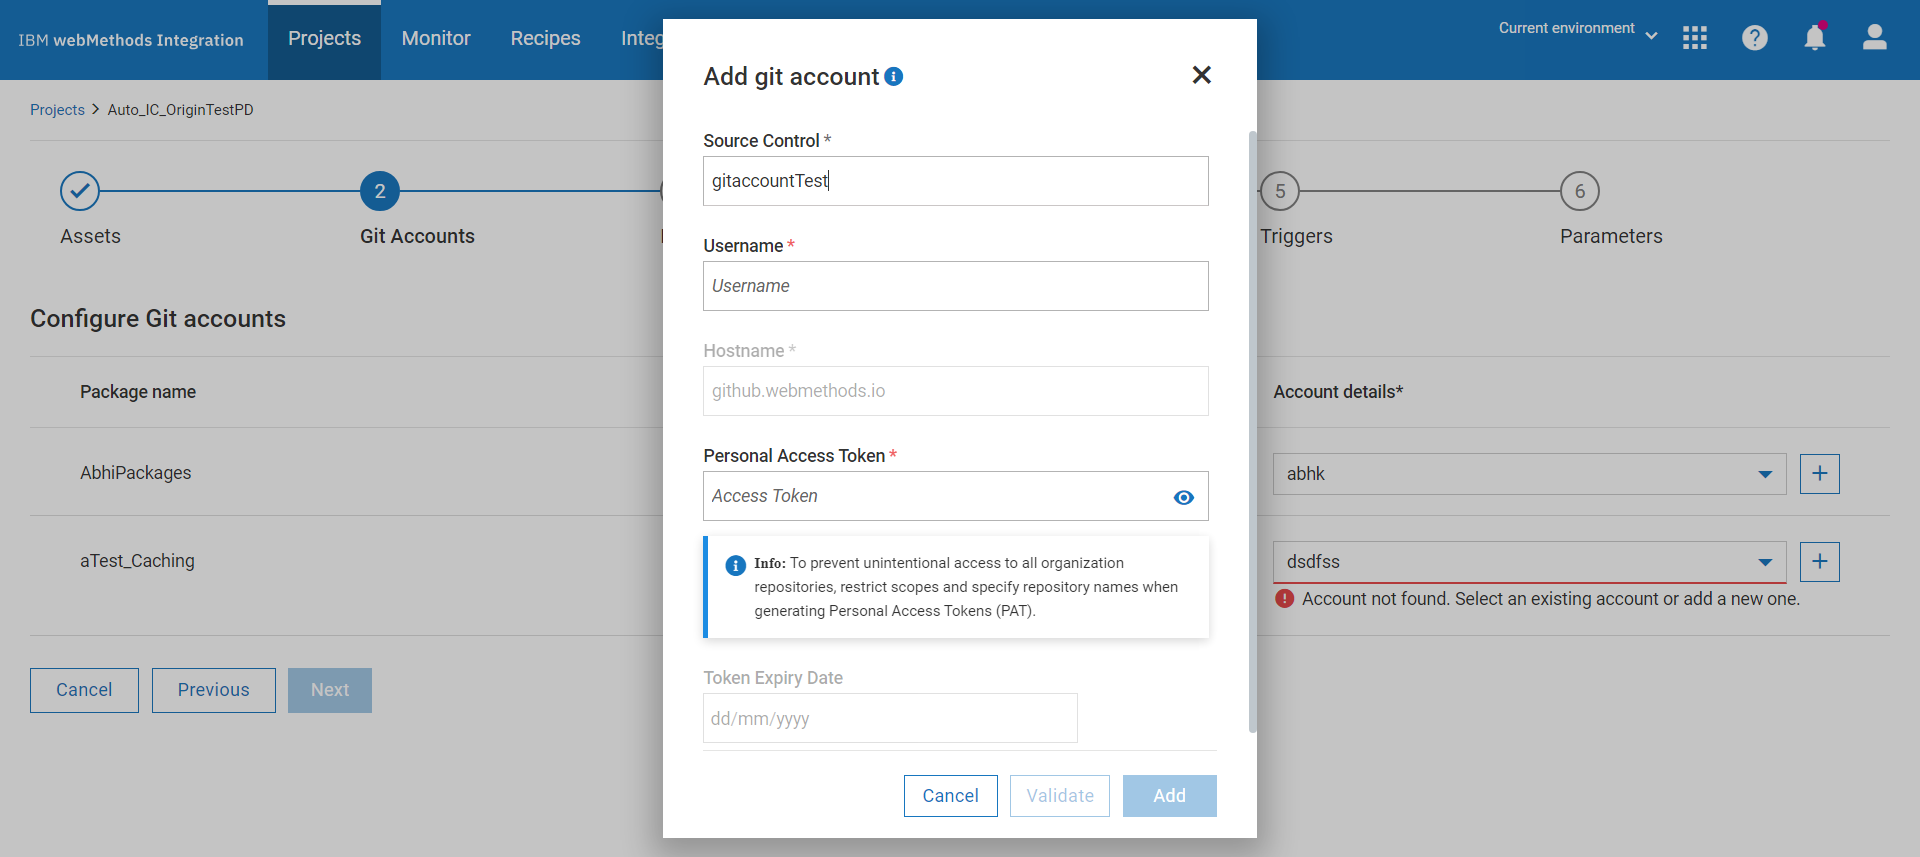 IBM webMethods Integration
Projects
Monitor
Recipes
Integ
Current environment
Projects > Auto_IC_OriginTestPD
2
5
6
Assets
Git Accounts
Triggers
Parameters
Configure Git accounts
Package name
Account details*
AbhiPackages
abhk
aTest_Caching
dsdfss
Account not found. Select an existing account or add a new one.
Cancel
Previous
Next
Add git account
Source Control *
gitaccountTest
Username *
Username
Hostname *
github.webmethods.io
Personal Access Token *
Access Token
Info: To prevent unintentional access to all organization
repositories, restrict scopes and specify repository names when
generating Personal Access Tokens (PAT).
Token Expiry Date
dd/mm/yyyy
Cancel
Validate
Add